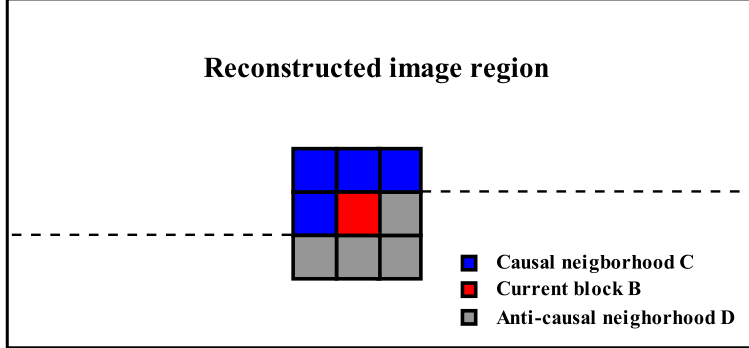 Reconstructed image region
Causal neigborhood C
Current block B
Anti-causal neighorhood D